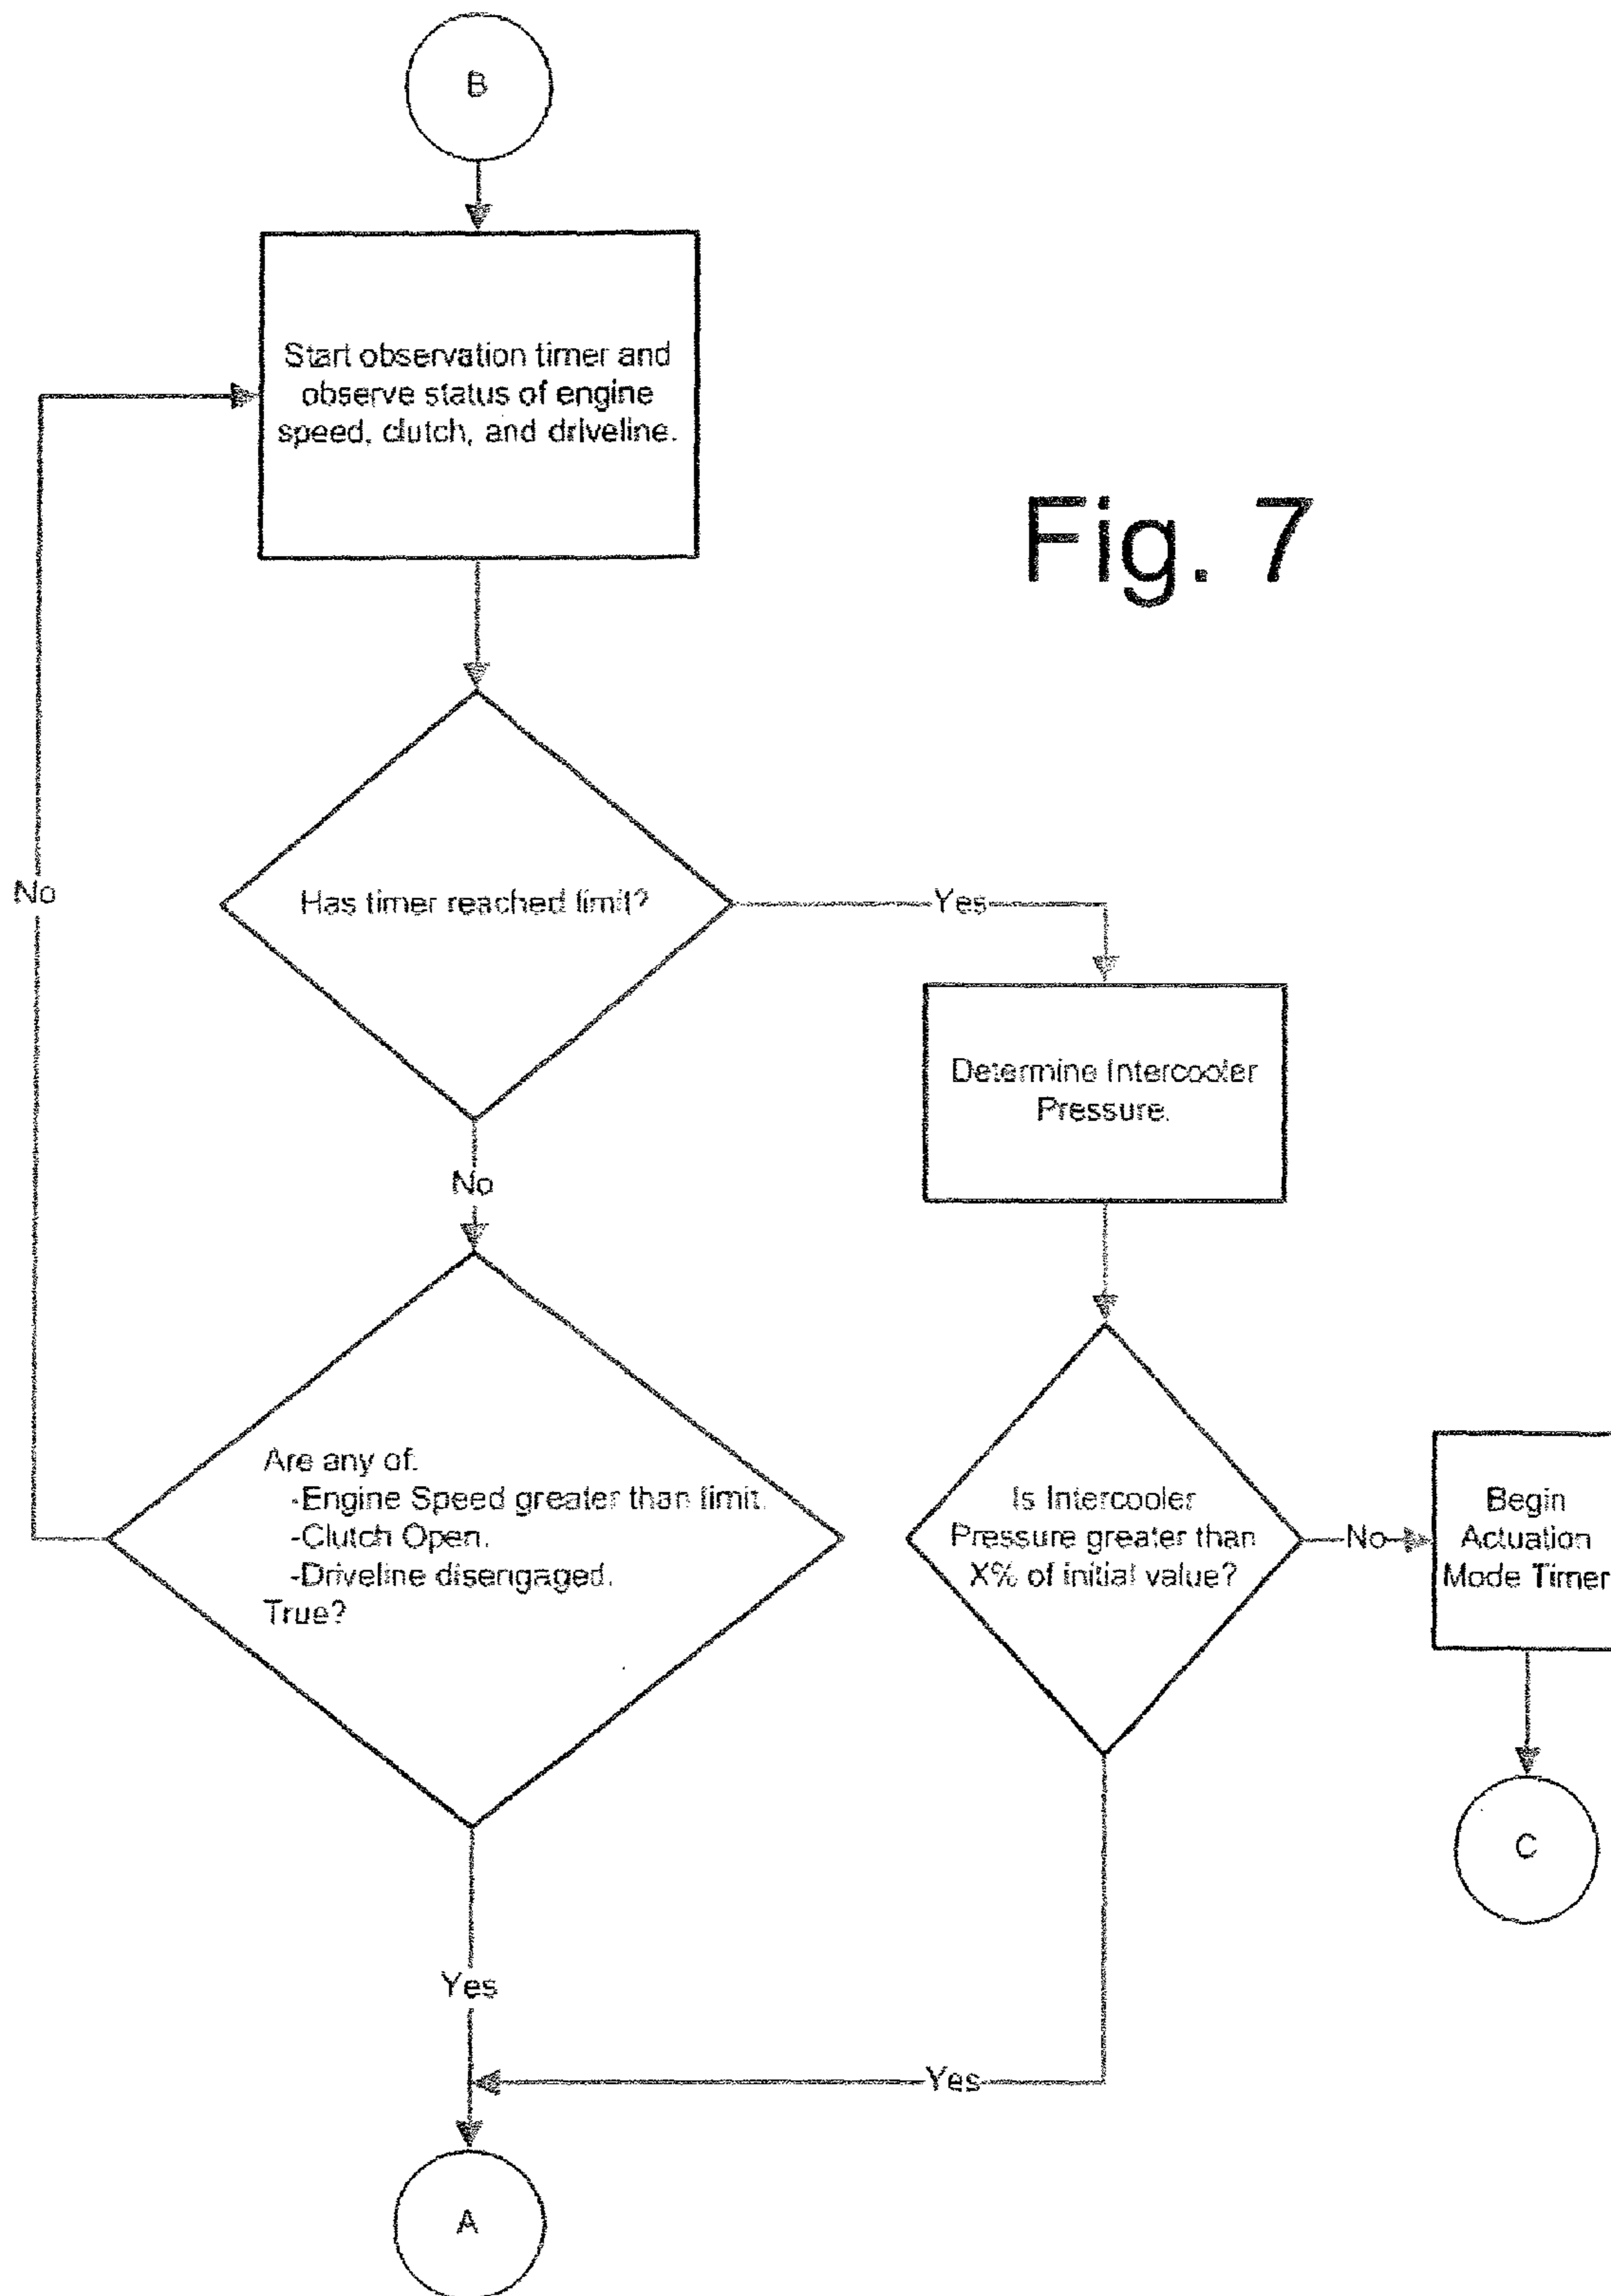 B
Start observation timer and
observe status of engine
speed, clutch, and driveline.
Fig. 7
Has timer reached limit?
Yes
No
No
Determine Intercooler
Pressure.
Are any of:
-Engine Speed greater than limit.
-Clutch Open.
-Driveline disengaged.
True?
Is Intercooler
Pressure greater than
X% of initial value?
No
Begin
Actuation
Mode Timer
C
Yes
Yes
A